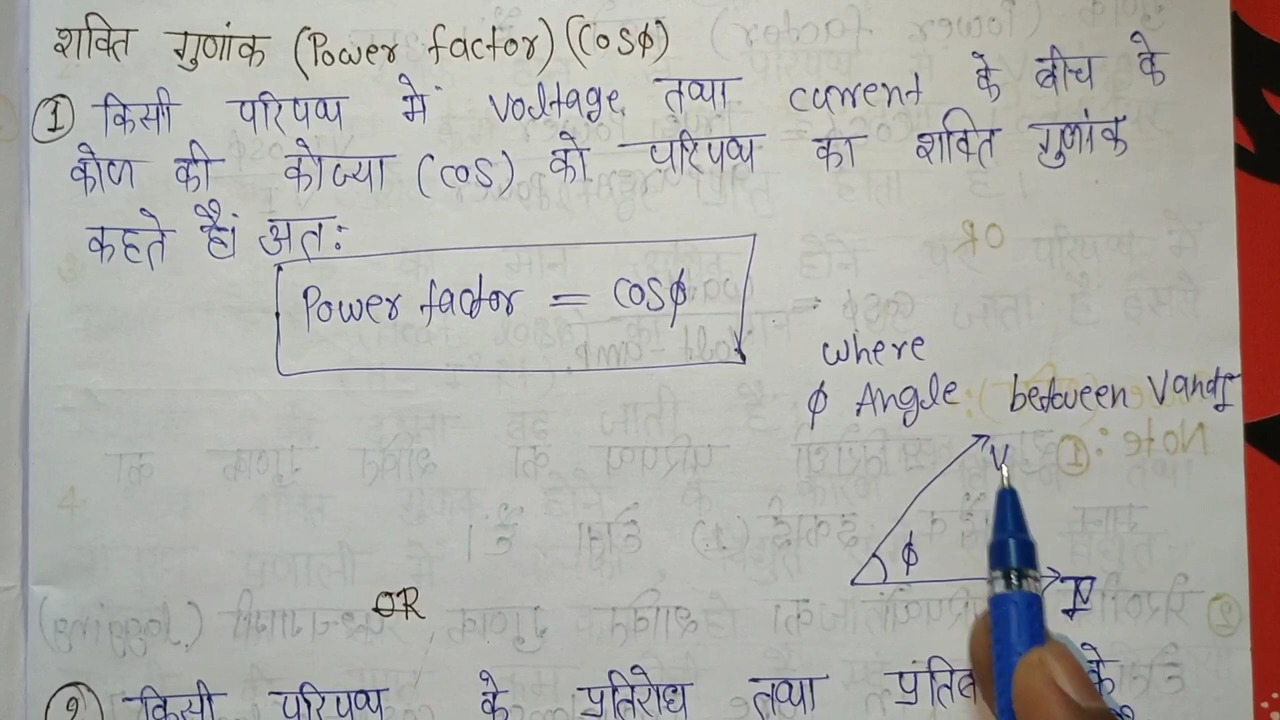 शक्ति गुणांक (Power factor) (cosφ)
① किसी परिपथ में voltage तथा current के बीच के
कोण की कोज्या (cos) को परिपथ का शक्ति गुणांक
कहते हैं। अतः
Power factor = cosφ
where
φ Angle between V and I
V
φ
I
OR
② किसी परिपथ के प्रतिरोध तथा के